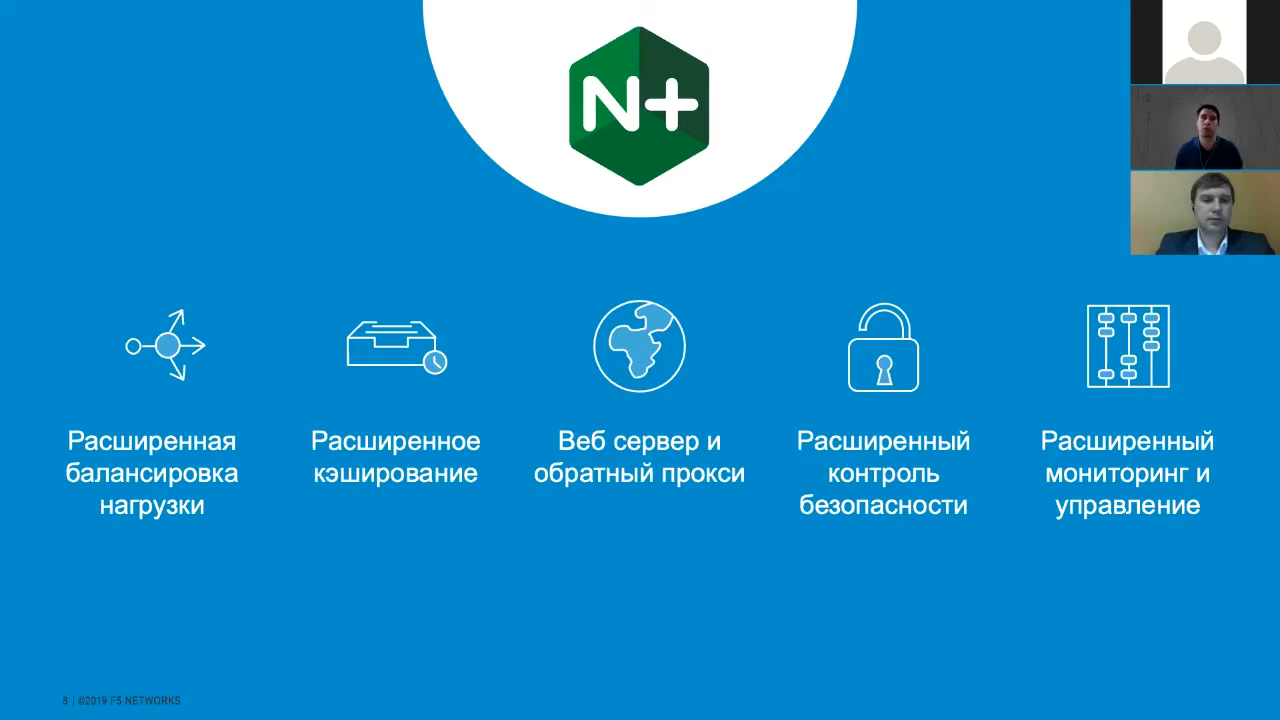 N+
Расширенная
балансировка
нагрузки
Расширенное
кэширование
Веб сервер и
обратный прокси
Расширенный
контроль
безопасности
Расширенный
мониторинг и
управление
8 | ©2019 F5 NETWORKS